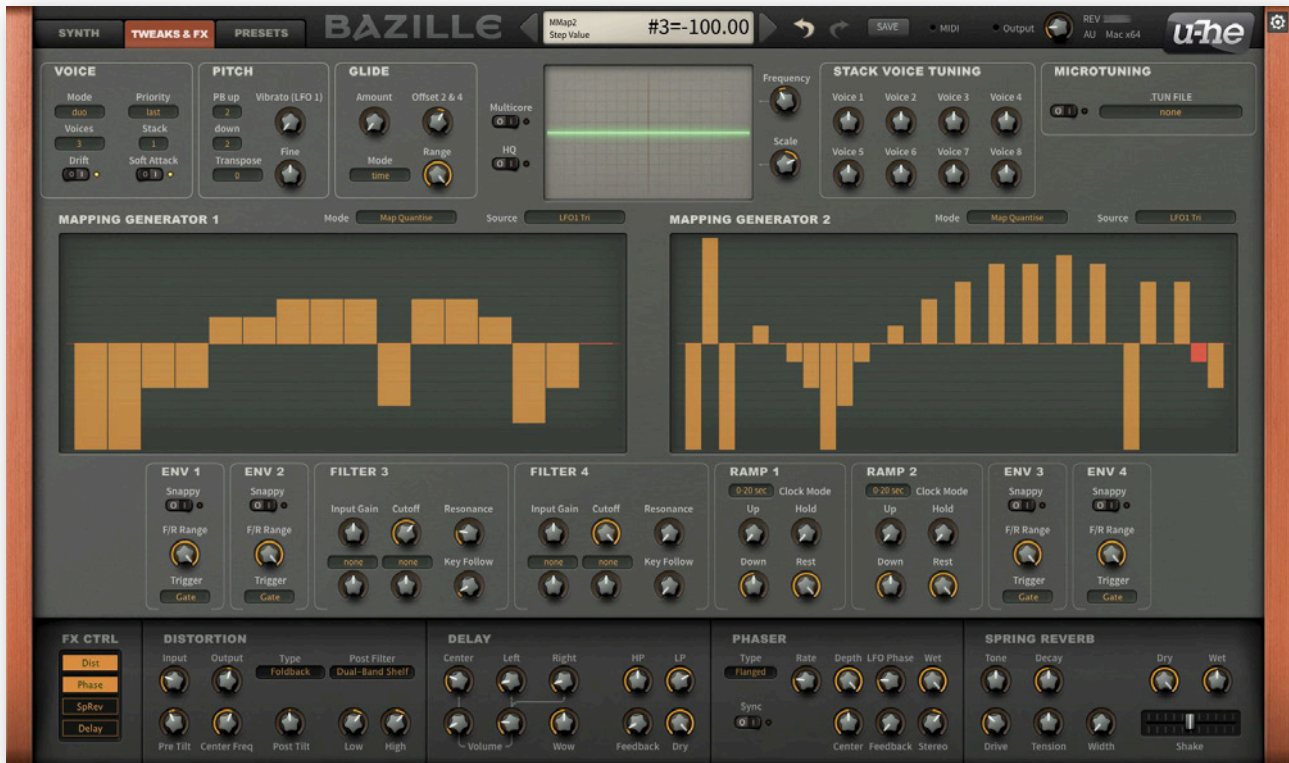 SYNTH TWEAKS & FX PRESETS BAZILLE MMap2 #3=-100.00 SAVE MIDI Output REV u-he
Step Value AU Mac x64
VOICE PITCH GLIDE STACK VOICE TUNING MICROTUNING
Mode Priority PB up Vibrato (LFO 1) Amount Offset 2 & 4 Frequency Voice 1 Voice 2 Voice 3 Voice 4 .TUN FILE
duo last 2 Multicore O I none
Voices Stack down O I
3 1 2 Mode Range HQ Scale Voice 5 Voice 6 Voice 7 Voice 8
Drift Soft Attack Transpose Fine time O I
O I O I 0
MAPPING GENERATOR 1 Mode Map Quantise Source LFO1 Tri MAPPING GENERATOR 2 Mode Map Quantise Source LFO1 Tri
ENV 1 ENV 2 FILTER 3 FILTER 4 RAMP 1 RAMP 2 ENV 3 ENV 4
Snappy Snappy 0-20 sec Clock Mode 0-20 sec Clock Mode Snappy Snappy
O I O I Input Gain Cutoff Resonance Input Gain Cutoff Resonance Up Hold Up Hold O I O I
F/R Range F/R Range F/R Range F/R Range
none none Key Follow none none Key Follow Down Rest Down Rest
Trigger Trigger Trigger Trigger
Gate Gate Gate Gate
FX CTRL DISTORTION DELAY PHASER SPRING REVERB
Dist Input Output Type Post Filter Center Left Right HP LP Type Rate Depth LFO Phase Wet Tone Decay Dry Wet
Phase Foldback Dual-Band Shelf Flanged
SpRev Sync
Delay O I
Pre Tilt Center Freq Post Tilt Low High Volume Wow Feedback Dry Center Feedback Stereo Drive Tension Width Shake